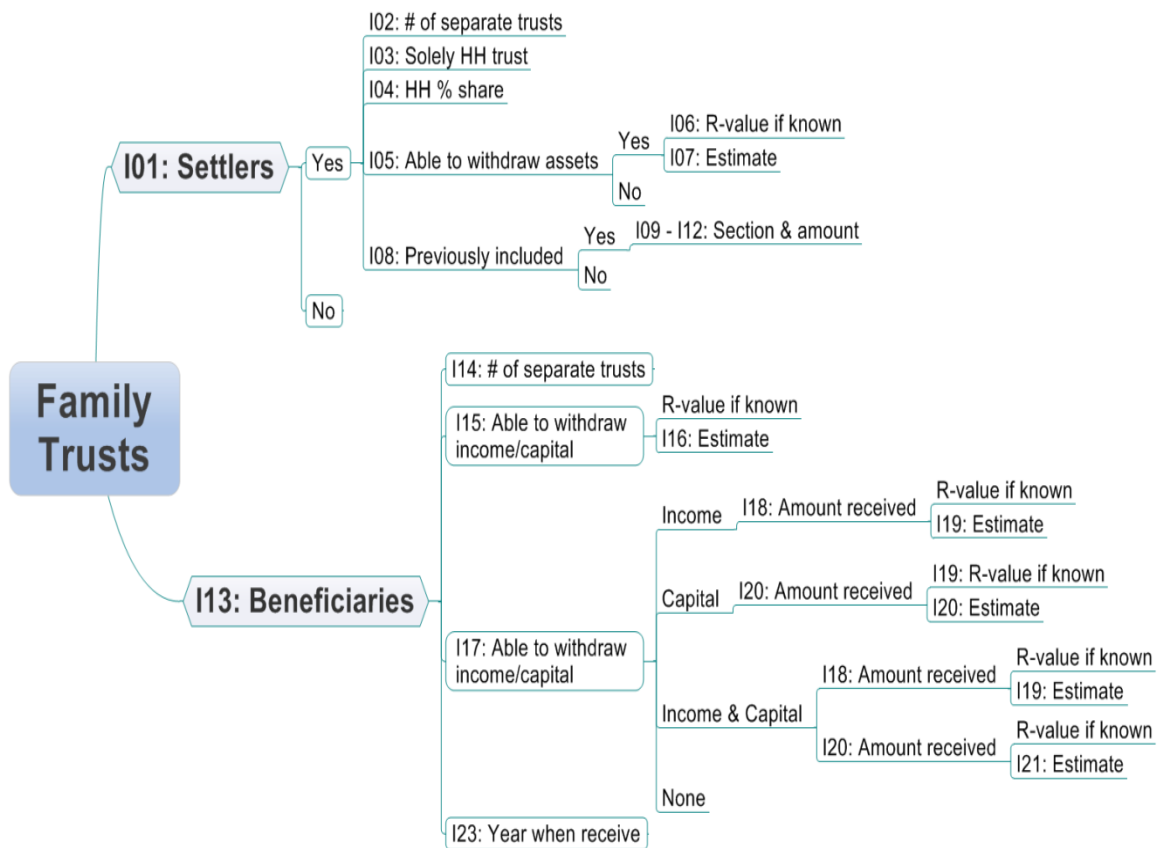 I02: # of separate trusts
I03: Solely HH trust
I04: HH % share
I01: Settlers
Yes
I05: Able to withdraw assets
Yes
I06: R-value if known
I07: Estimate
No
I08: Previously included
Yes
I09 - I12: Section & amount
No
No
Family
Trusts
I13: Beneficiaries
I14: # of separate trusts
I15: Able to withdraw
income/capital
R-value if known
I16: Estimate
I17: Able to withdraw
income/capital
Income
I18: Amount received
R-value if known
I19: Estimate
Capital
I20: Amount received
I19: R-value if known
I20: Estimate
Income & Capital
I18: Amount received
R-value if known
I19: Estimate
I20: Amount received
R-value if known
I21: Estimate
None
I23: Year when receive